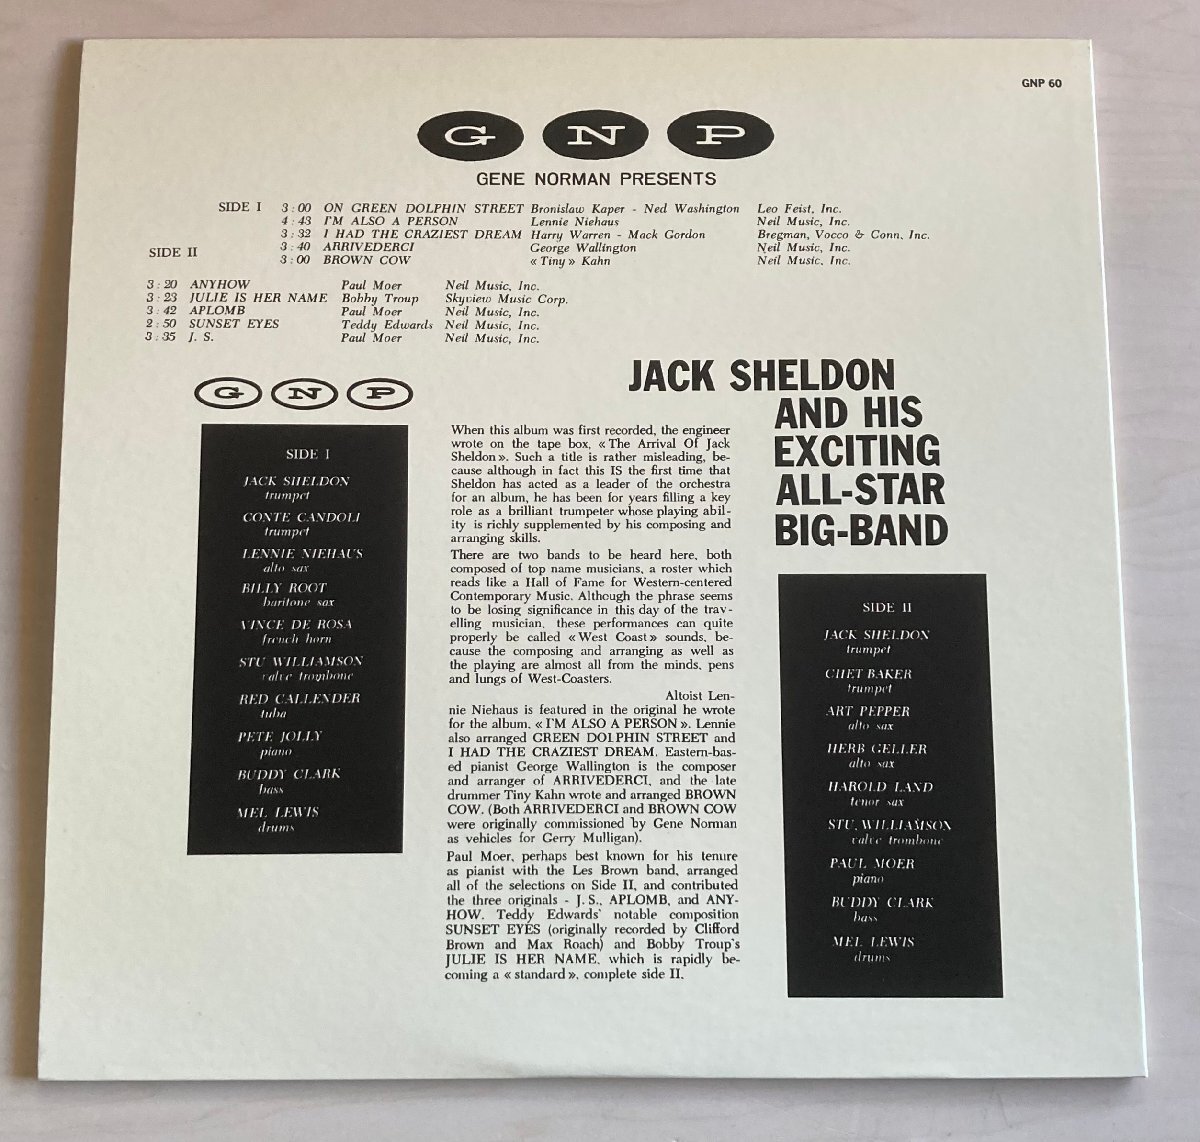 GNP 60
G N P
GENE NORMAN PRESENTS
SIDE I 3:00 ON GREEN DOLPHIN STREET Bronislaw Kaper - Ned Washington Leo Feist, Inc.
4:43 I'M ALSO A PERSON Lennie Niehaus Neil Music, Inc.
3:32 I HAD THE CRAZIEST DREAM Harry Warren - Mack Gordon Bregman, Vocco & Conn, Inc.
3:40 ARRIVEDERCI George Wallington Neil Music, Inc.
3:00 BROWN COW « Tiny » Kahn Neil Music, Inc.
SIDE II
3:20 ANYHOW Paul Moer Neil Music, Inc.
3:23 JULIE IS HER NAME Bobby Troup Skyview Music Corp.
3:42 APLOMB Paul Moer Neil Music, Inc.
2:50 SUNSET EYES Teddy Edwards Neil Music, Inc.
3:35 J. S. Paul Moer Neil Music, Inc.
JACK SHELDON
AND HIS
EXCITING
ALL-STAR
BIG-BAND
G N P
SIDE I
JACK SHELDON
trumpet
CONTE CANDOLI
trumpet
LENNIE NIEHAUS
alto sax
BILLY ROOT
baritone sax
VINCE DE ROSA
french horn
STU WILLIAMSON
valve trombone
RED CALLENDER
tuba
PETE JOLLY
piano
BUDDY CLARK
bass
MEL LEWIS
drums
When this album was first recorded, the engineer
wrote on the tape box, « The Arrival Of Jack
Sheldon ». Such a title is rather misleading, be-
cause although in fact this IS the first time that
Sheldon has acted as a leader of the orchestra
for an album, he has been for years filling a key
role as a brilliant trumpeter whose playing abil-
ity is richly supplemented by his composing and
arranging skills.
There are two bands to be heard here, both
composed of top name musicians, a roster which
reads like a Hall of Fame for Western-centered
Contemporary Music. Although the phrase seems
to be losing significance in this day of the trav-
elling musician, these performances can quite
properly be called « West Coast » sounds, be-
cause the composing and arranging as well as
the playing are almost all from the minds, pens
and lungs of West-Coasters.
Altoist Len-
nie Niehaus is featured in the original he wrote
for the album, « I'M ALSO A PERSON ». Lennie
also arranged GREEN DOLPHIN STREET and
I HAD THE CRAZIEST DREAM. Eastern-bas-
ed pianist George Wallington is the composer
and arranger of ARRIVEDERCI, and the late
drummer Tiny Kahn wrote and arranged BROWN
COW. (Both ARRIVEDERCI and BROWN COW
were originally commissioned by Gene Norman
as vehicles for Gerry Mulligan).
Paul Moer, perhaps best known for his tenure
as pianist with the Les Brown band, arranged
all of the selections on Side II, and contributed
the three originals - J. S., APLOMB, and ANY-
HOW. Teddy Edwards' notable composition
SUNSET EYES (originally recorded by Clifford
Brown and Max Roach) and Bobby Troup's
JULIE IS HER NAME, which is rapidly be-
coming a « standard », complete side II.
SIDE II
JACK SHELDON
trumpet
CHET BAKER
trumpet
ART PEPPER
alto sax
HERB GELLER
alto sax
HAROLD LAND
tenor sax
STU. WILLIAMSON
valve trombone
PAUL MOER
piano
BUDDY CLARK
bass
MEL LEWIS
drums